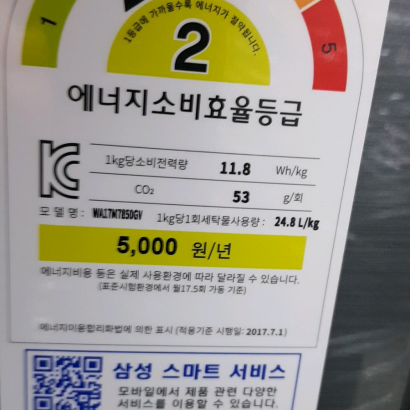 1등급에 가까울수록 에너지가 절약됩니다.
1
2
5
에너지소비효율등급
1kg당소비전력량 11.8 Wh/kg
CO₂ 53 g/회
모 델 명 : WA17M7850GV 1kg당1회세탁물사용량 : 24.8 L/kg
5,000 원/년
에너지비용 등은 실제 사용환경에 따라 달라질 수 있습니다.
(표준시험환경에서 월17.5회 가동 기준)
에너지이용합리화법에 의한 표시 (적용기준 시행일: 2017.7.1)
삼성 스마트 서비스
모바일에서 제품 관련 다양한
서비스를 이용할 수 있습니다.